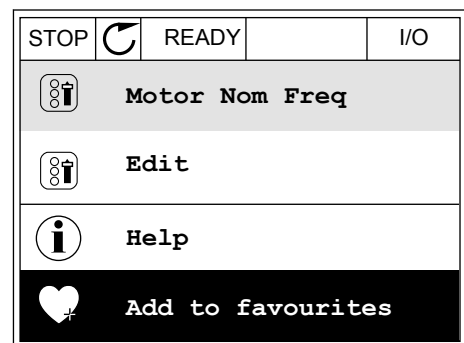 STOP READY I/O
Motor Nom Freq
Edit
Help
Add to favourites